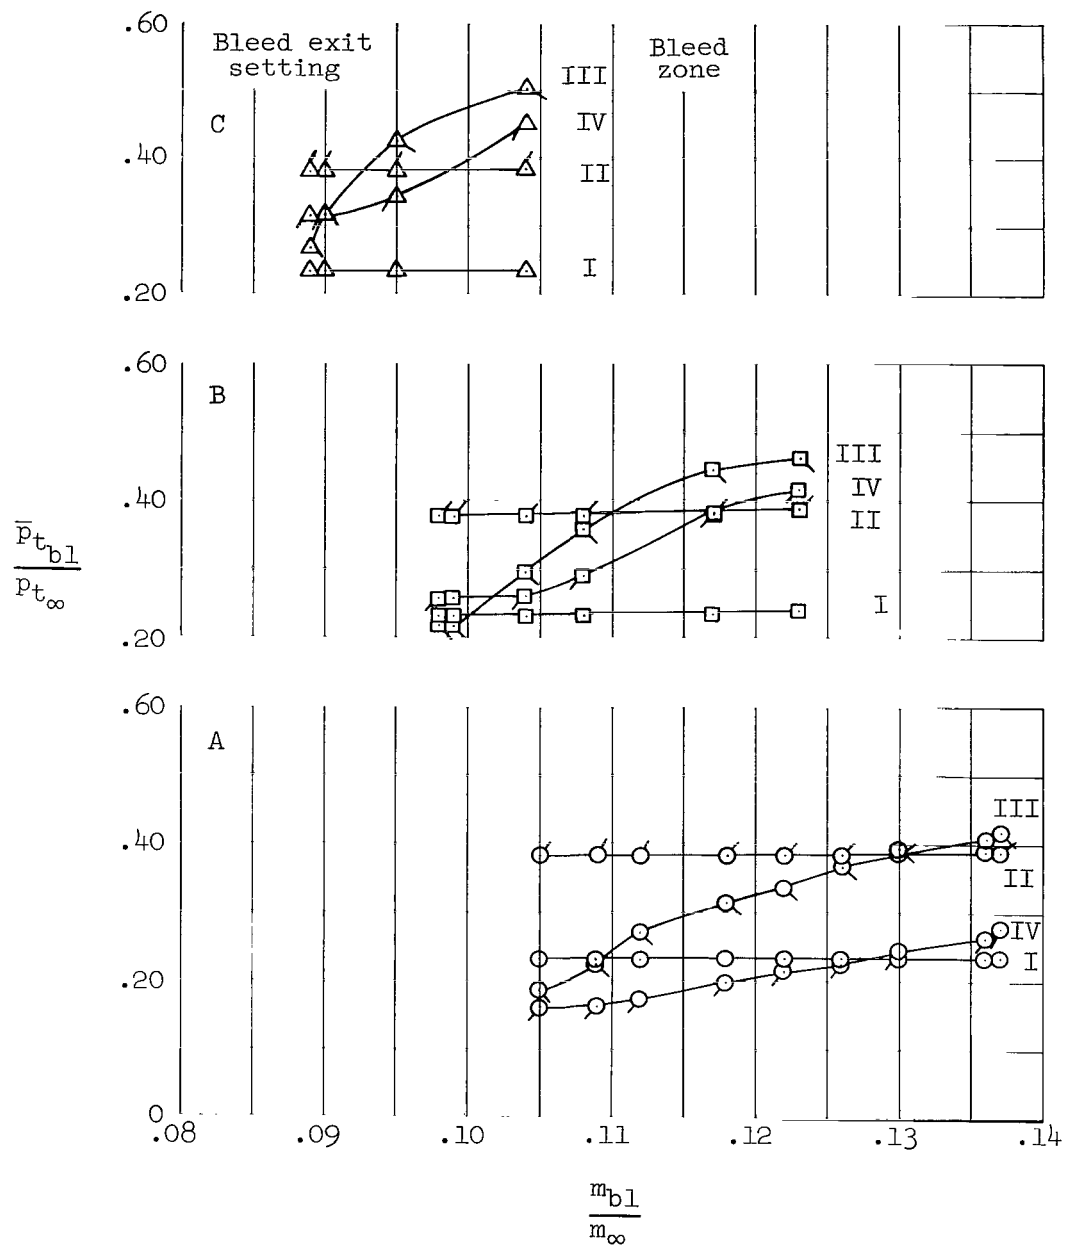 .60
Bleed exit
setting
Bleed
zone
C
III
IV
II
I
.40
.20
.60
B
III
IV
II
I
.40
.20
p̄tbl
pt∞
.60
A
III
II
IV
I
.40
.20
0
.08 .09 .10 .11 .12 .13 .14
mbl
m∞